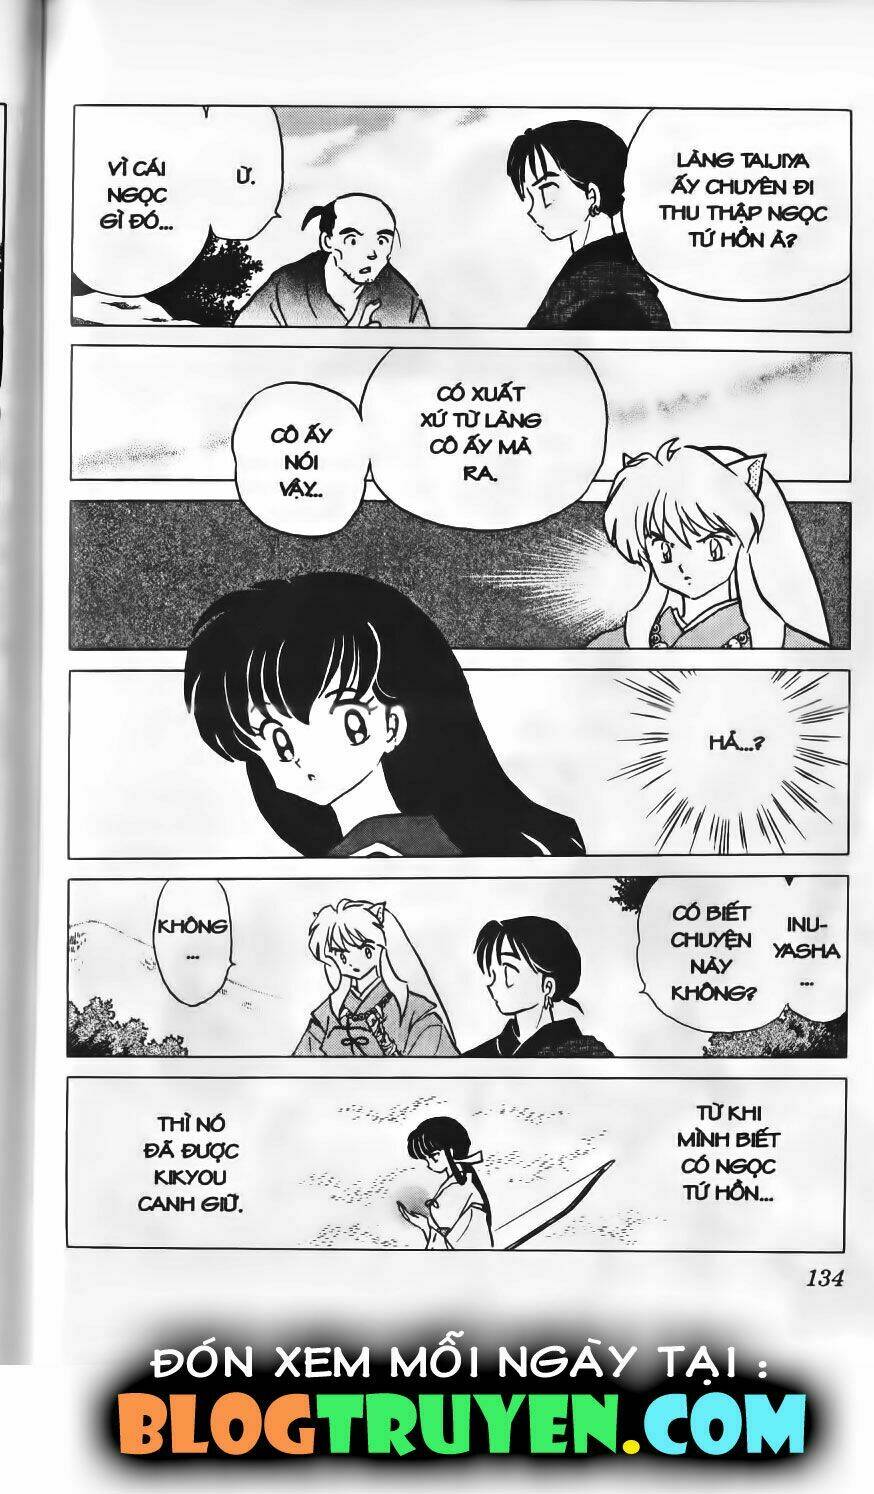 LÀNG TAIJIYA
ẤY CHUYÊN ĐI
THU THẬP NGỌC
TỨ HỒN À?
Ừ.
VÌ CÁI
NGỌC
GÌ ĐÓ...
CÓ XUẤT
XỨ TỪ LÀNG
CÔ ẤY MÀ
RA.
CÔ ẤY
NÓI
VẬY...
HẢ...?
INU-
YASHA
...
CÓ BIẾT
CHUYỆN
NÀY
KHÔNG?
KHÔNG
...
TỪ KHI
MÌNH BIẾT
CÓ NGỌC
TỨ HỒN...
THÌ NÓ
ĐÃ ĐƯỢC
KIKYOU
CANH GIỮ.
134
ĐÓN XEM MỖI NGÀY TẠI :
BLOGTRUYEN.COM